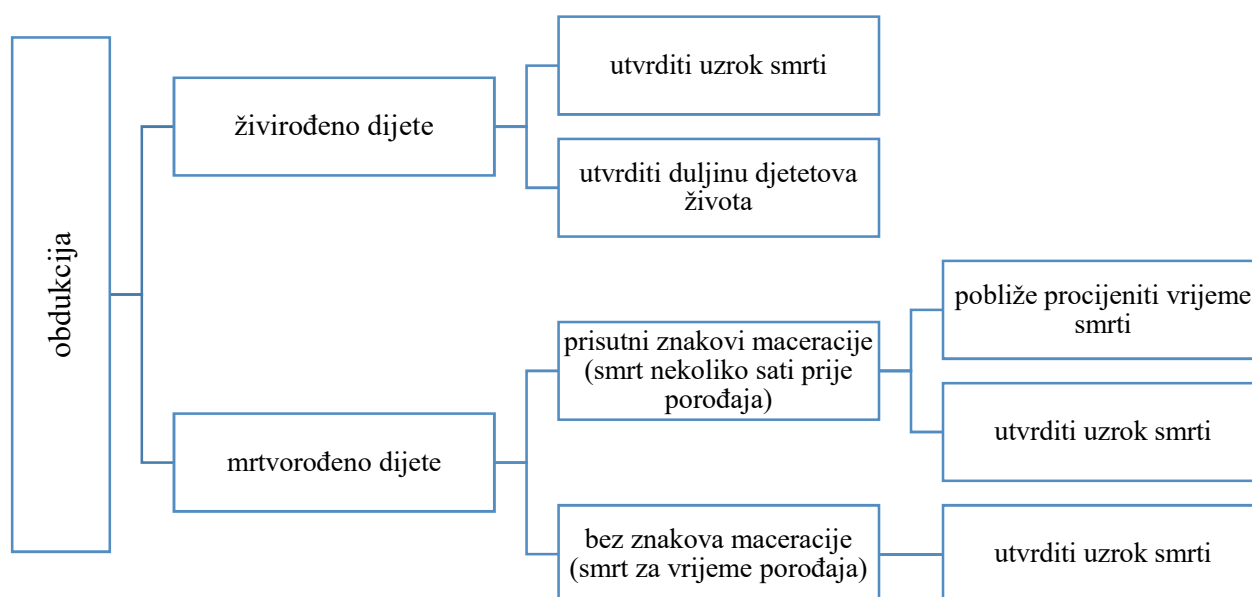 obdukcija
živirođeno dijete
utvrditi uzrok smrti
utvrditi duljinu djetetova
života
mrtvorođeno dijete
prisutni znakovi maceracije
(smrt nekoliko sati prije
porođaja)
pobliže procijeniti vrijeme
smrti
utvrditi uzrok smrti
bez znakova maceracije
(smrt za vrijeme porođaja)
utvrditi uzrok smrti